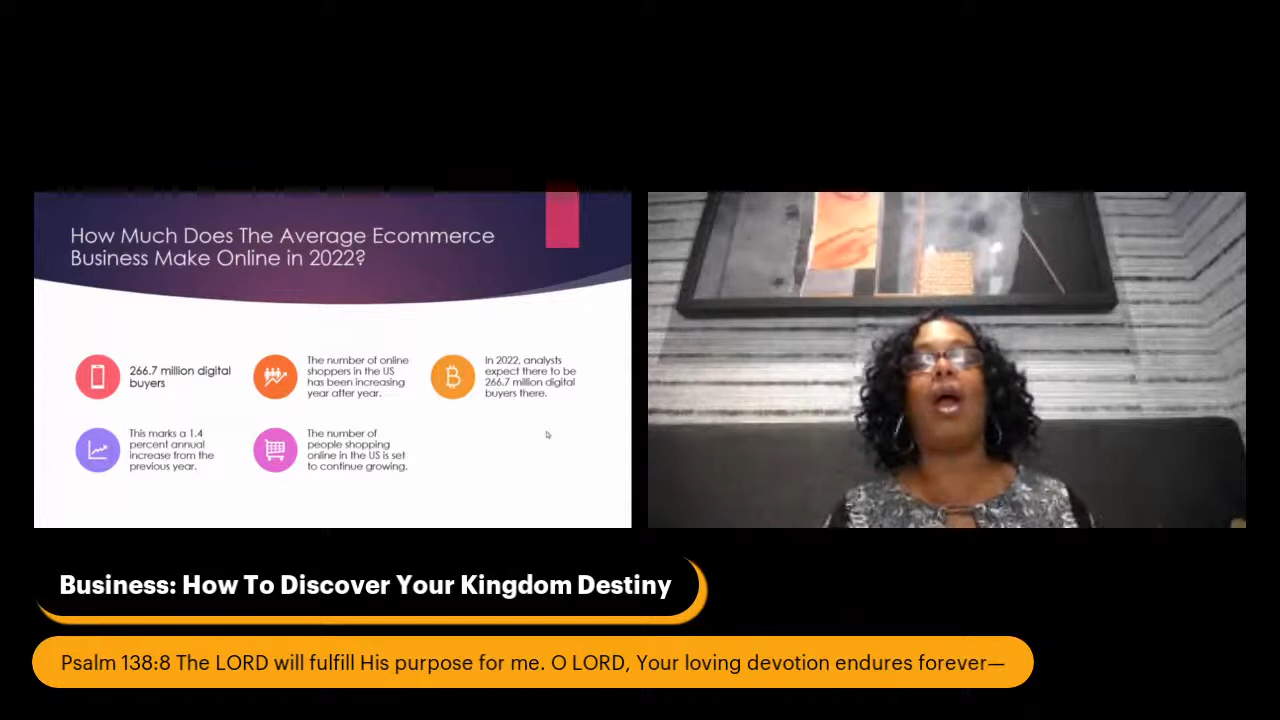 How Much Does The Average Ecommerce
Business Make Online in 2022?
266.7 million digital
buyers
The number of online
shoppers in the US
has been increasing
year after year.
In 2022, analysts
expect there to be
266.7 million digital
buyers there.
This marks a 1.4
percent annual
increase from the
previous year.
The number of
people shopping
online in the US is set
to continue growing.
Business: How To Discover Your Kingdom Destiny
Psalm 138:8 The LORD will fulfill His purpose for me. O LORD, Your loving devotion endures forever—